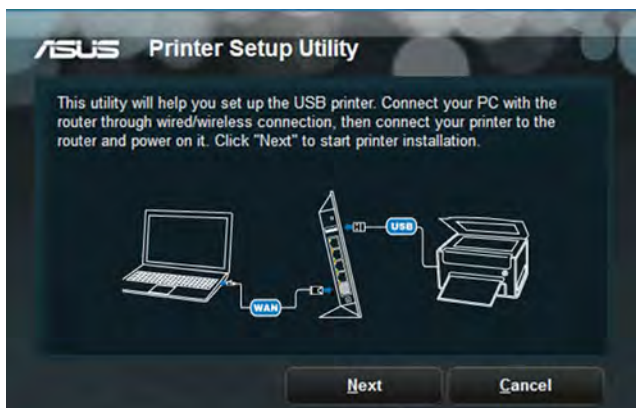 ASUS Printer Setup Utility
This utility will help you set up the USB printer. Connect your PC with the
router through wired/wireless connection, then connect your printer to the
router and power on it. Click "Next" to start printer installation.
USB
WAN
Next Cancel